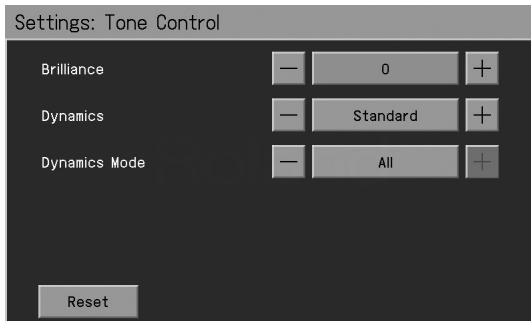 Settings: Tone Control
Brilliance — 0 +
Dynamics — Standard +
Dynamics Mode — All +
Reset